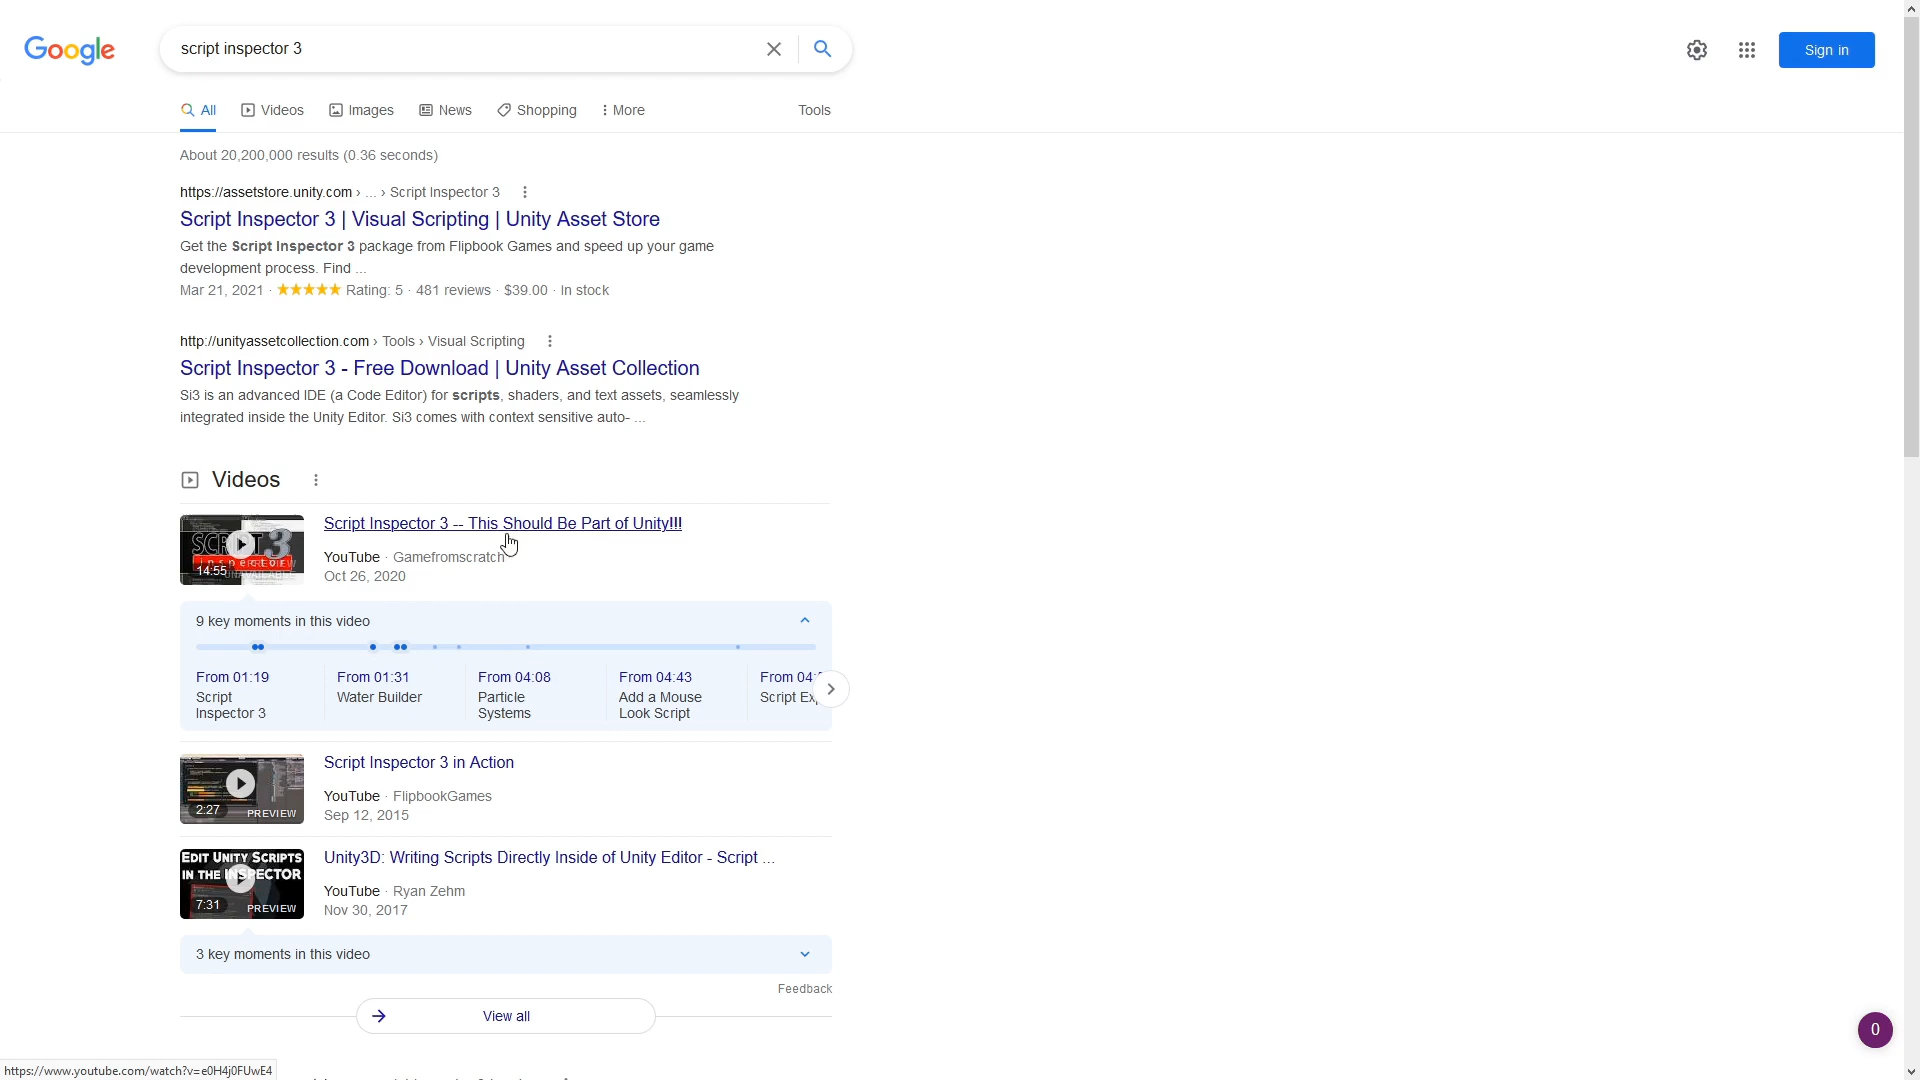 Google
script inspector 3
Sign in
All
Videos
Images
News
Shopping
More
Tools
About 20,200,000 results (0.36 seconds)
https://assetstore.unity.com › ... › Script Inspector 3
Script Inspector 3 | Visual Scripting | Unity Asset Store
Get the Script Inspector 3 package from Flipbook Games and speed up your game
development process. Find ...
Mar 21, 2021 · ★★★★★ Rating: 5 · 481 reviews · $39.00 · In stock
http://unityassetcollection.com › Tools › Visual Scripting
Script Inspector 3 - Free Download | Unity Asset Collection
Si3 is an advanced IDE (a Code Editor) for scripts, shaders, and text assets, seamlessly
integrated inside the Unity Editor. Si3 comes with context sensitive auto- ...
Videos
14:55
Script Inspector 3 -- This Should Be Part of Unity!!!
YouTube · Gamefromscratch
Oct 26, 2020
9 key moments in this video
From 01:19
Script
Inspector 3
From 01:31
Water Builder
From 04:08
Particle
Systems
From 04:43
Add a Mouse
Look Script
From 04:
Script Ex
2:27
PREVIEW
Script Inspector 3 in Action
YouTube · FlipbookGames
Sep 12, 2015
EDIT UNITY SCRIPTS
IN THE INSPECTOR
7:31
PREVIEW
Unity3D: Writing Scripts Directly Inside of Unity Editor - Script ...
YouTube · Ryan Zehm
Nov 30, 2017
3 key moments in this video
Feedback
View all
0
https://www.youtube.com/watch?v=e0H4j0FUwE4